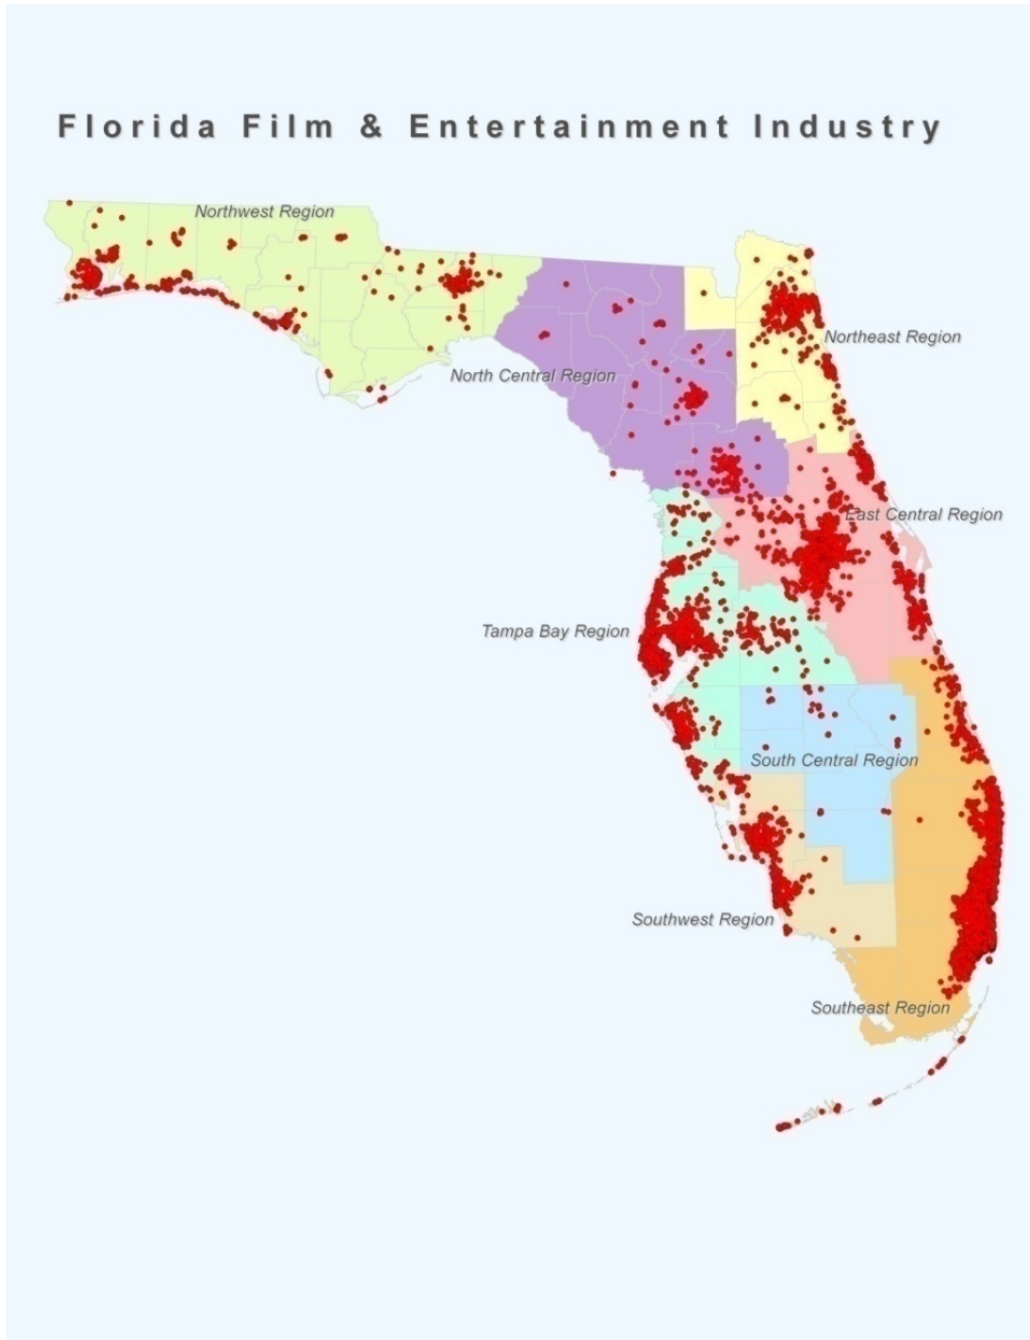 Florida Film & Entertainment Industry
Northwest Region
Northeast Region
North Central Region
East Central Region
Tampa Bay Region
South Central Region
Southwest Region
Southeast Region